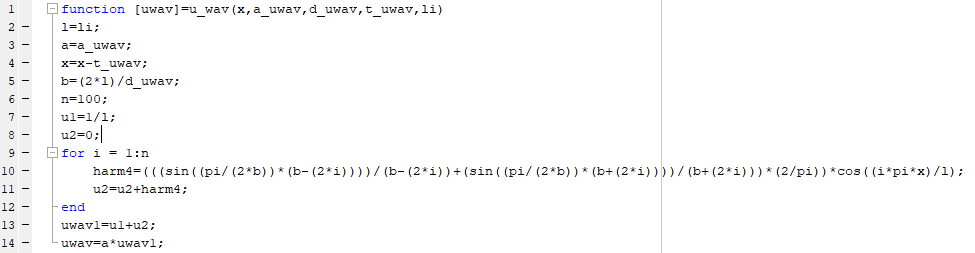 1 function [uwav]=u_wav(x,a_uwav,d_uwav,t_uwav,li)
2 – l=li;
3 – a=a_uwav;
4 – x=x-t_uwav;
5 – b=(2*l)/d_uwav;
6 – n=100;
7 – u1=1/l;
8 – u2=0;
9 – for i = 1:n
10 – harm4=(((sin((pi/(2*b))*(b-(2*i))))/(b-(2*i))+(sin((pi/(2*b))*(b+(2*i))))/(b+(2*i)))*(2/pi))*cos((i*pi*x)/l);
11 – u2=u2+harm4;
12 – end
13 – uwav1=u1+u2;
14 – uwav=a*uwav1;